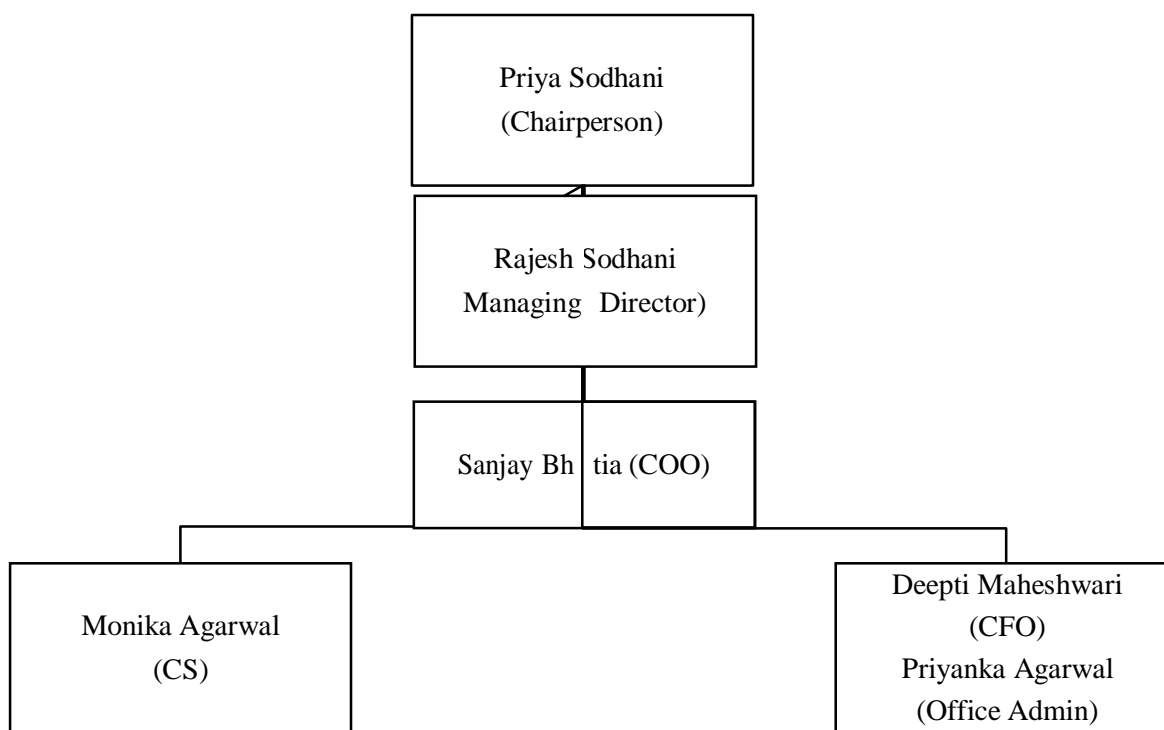 Priya Sodhani
(Chairperson)
Rajesh Sodhani
Managing Director)
Sanjay Bh tia (COO)
Monika Agarwal
(CS)
Deepti Maheshwari
(CFO)
Priyanka Agarwal
(Office Admin)